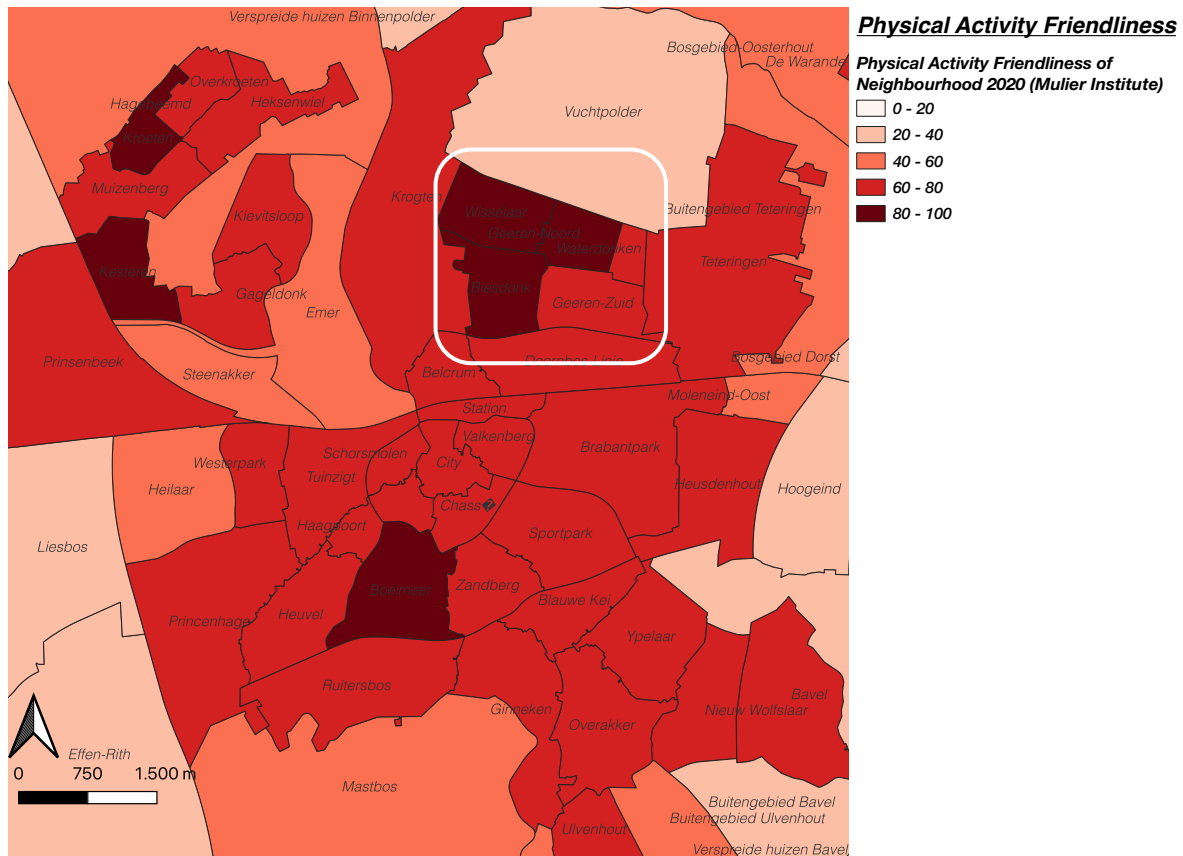 Physical Activity Friendliness
Physical Activity Friendliness of
Neighbourhood 2020 (Mulier Institute)
0 - 20
20 - 40
40 - 60
60 - 80
80 - 100
Verspreide huizen Binnenpolder
Bosgebied-Oosterhout
De Warande
Overkroeten
Hagebeemd
Heksenwiel
Vuchtpolder
Kroeten
Muizenberg
Krogten
Kievitsloop
Wisselaar
Buitengebied Teteringen
Geeren-Noord
Waterdonken
Teteringen
Kesteren
Gageldonk
Biesdonk
Geeren-Zuid
Emer
Prinsenbeek
Steenakker
Belcrum
Doornbos-Linie
Bosgebied Dorst
Moleneind-Oost
Station
Valkenberg
Brabantpark
Schorsmolen
City
Westerpark
Tuinzigt
Heilaar
Heusdenhout
Hoogeind
Chass�
Haagpoort
Sportpark
Liesbos
Boeimeer
Zandberg
Blauwe Kei
Princenhage
Heuvel
Ypelaar
Ruitersbos
Ginneken
Overakker
Nieuw Wolfslaar
Bavel
Effen-Rith
0 750 1.500 m
Mastbos
Buitengebied Bavel
Buitengebied Ulvenhout
Ulvenhout
Verspreide huizen Bavel